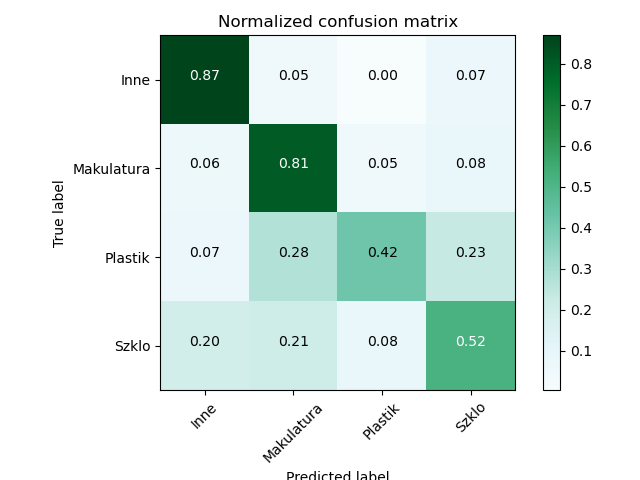 Normalized confusion matrix
True label
Inne 0.87 0.05 0.00 0.07
Makulatura 0.06 0.81 0.05 0.08
Plastik 0.07 0.28 0.42 0.23
Szklo 0.20 0.21 0.08 0.52
Inne Makulatura Plastik Szklo
Predicted label
0.8
0.7
0.6
0.5
0.4
0.3
0.2
0.1